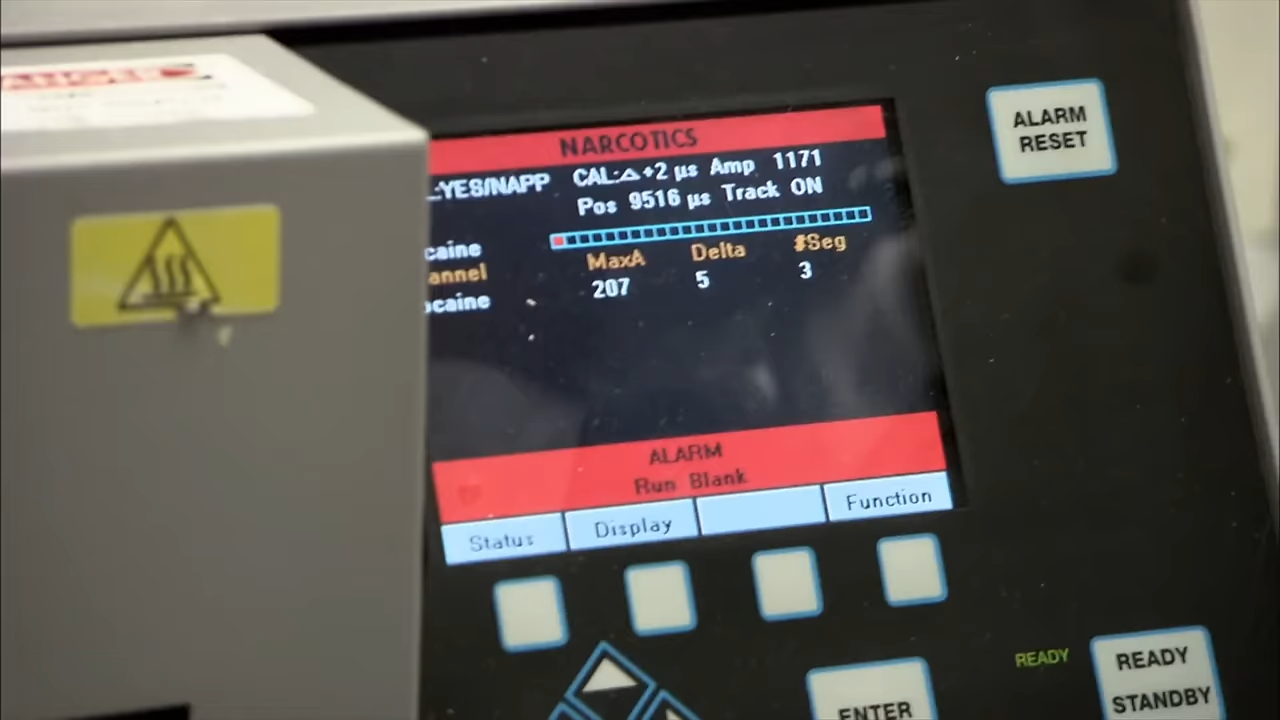 NARCOTICS
L:YES/NAPP CAL:△+2 µs Amp 1171
Pos 9516 µs Track ON
caine
annel MaxA Delta #Seg
ocaine 207 5 3
ALARM
Run Blank
Status Display Function
ALARM
RESET
READY
READY
STANDBY
ENTER